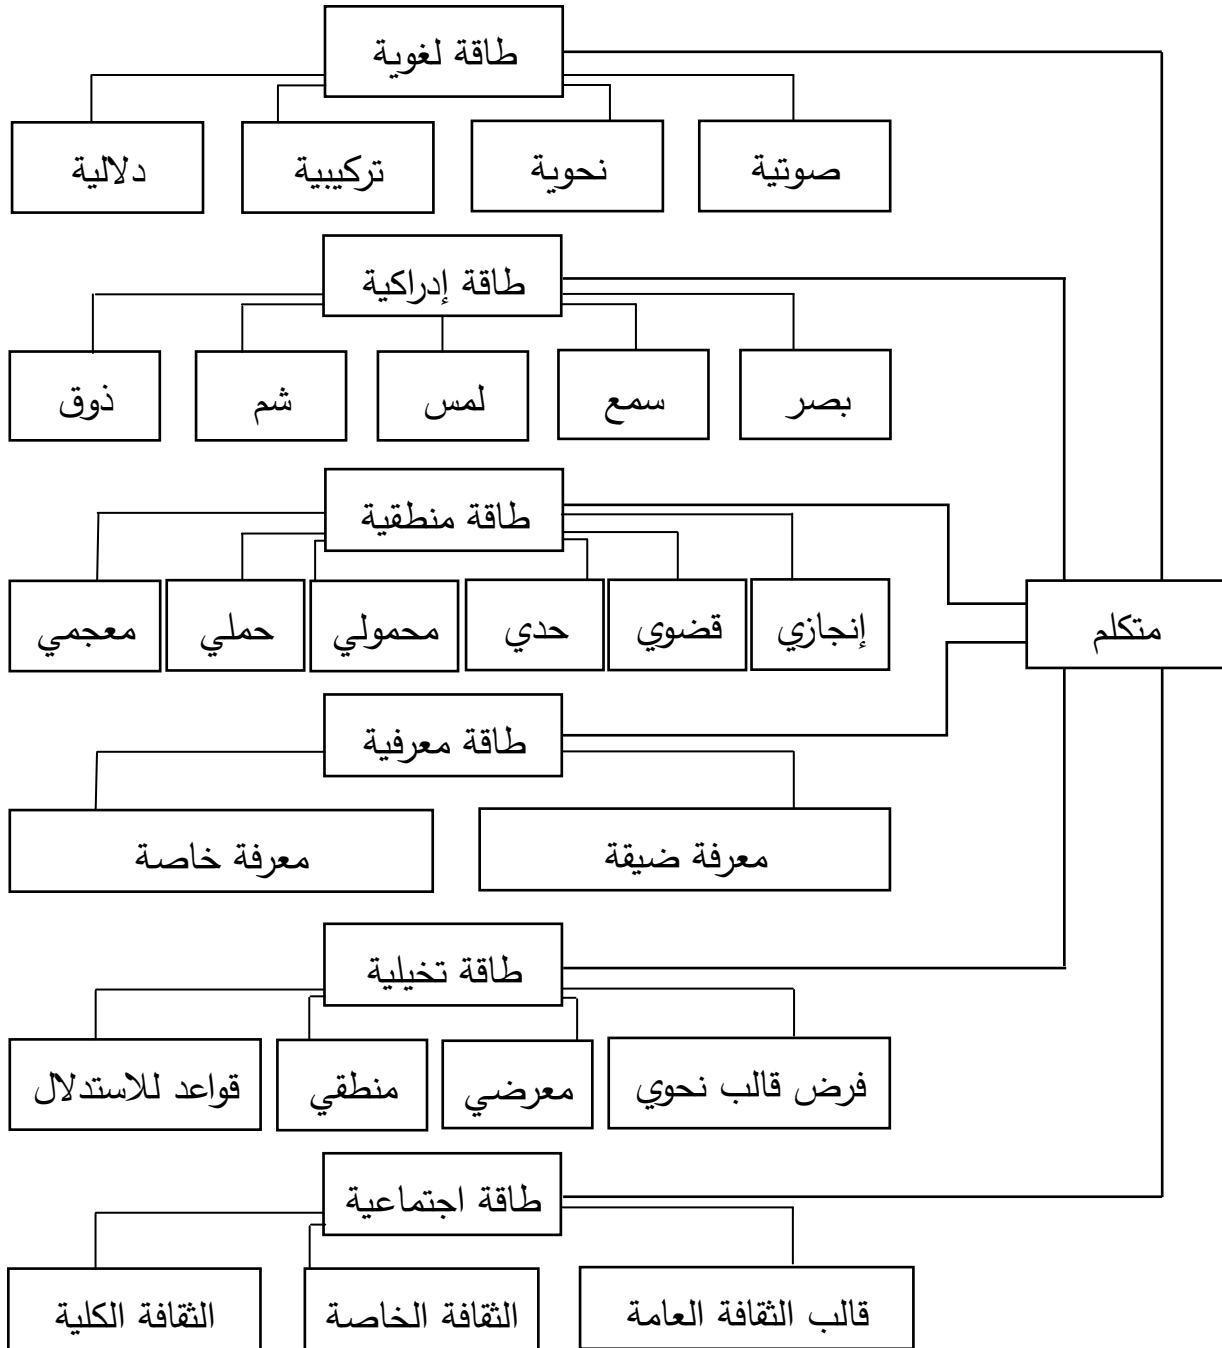 طاقة لغوية
صوتية
نحوية
تركيبية
دلالية
طاقة إدراكية
بصر
سمع
لمس
شم
ذوق
طاقة منطقية
إنجازي
قضوي
حدي
محمولي
حملي
معجمي
متكلم
طاقة معرفية
معرفة ضيقة
معرفة خاصة
طاقة تخيلية
فرض قالب نحوي
معرضي
منطقي
قواعد للاستدلال
طاقة اجتماعية
قالب الثقافة العامة
الثقافة الخاصة
الثقافة الكلية